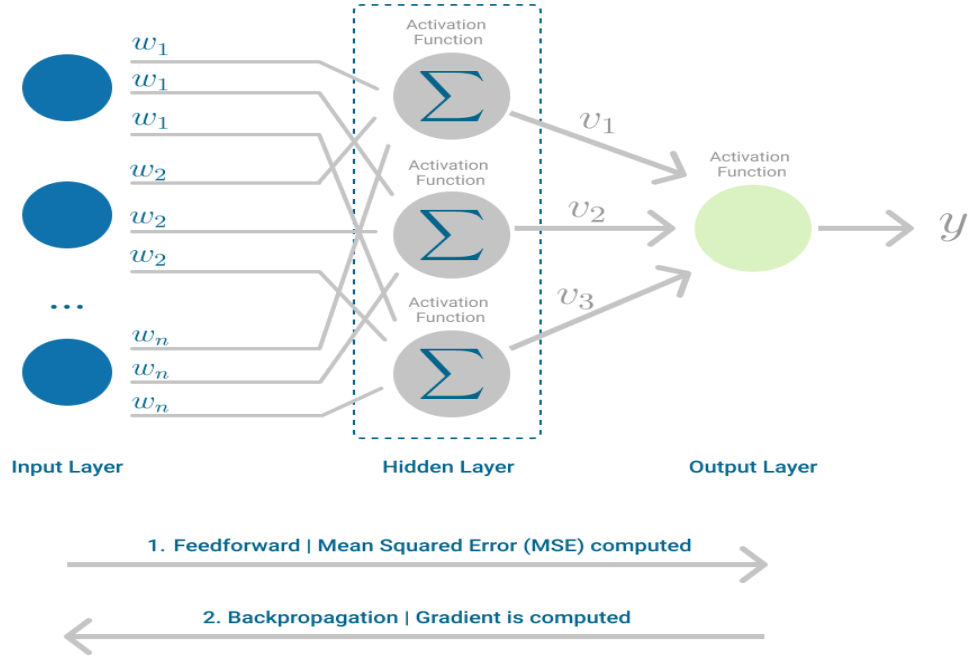 Activation
Function
w₁
w₁
w₁
Σ
v₁
Activation
Function
Activation
Function
w₂
w₂
w₂
Σ
v₂
y
Activation
Function
...
v₃
wₙ
wₙ
wₙ
Σ
Input Layer
Hidden Layer
Output Layer
1. Feedforward | Mean Squared Error (MSE) computed
2. Backpropagation | Gradient is computed